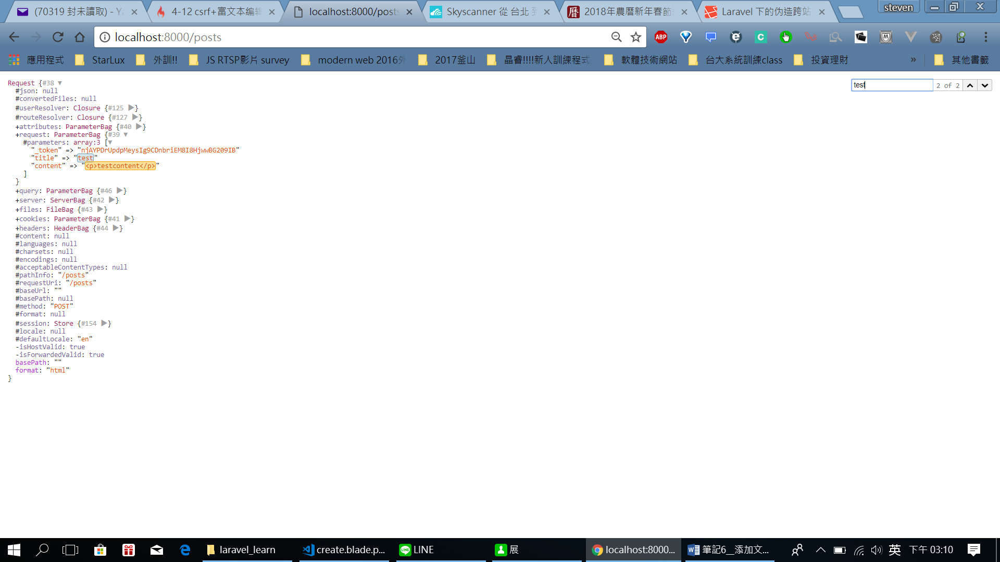 (70319 封未讀取) - Ya
4-12 csrf+富文本编辑
localhost:8000/posts
Skyscanner 從 台北 到
2018年農曆新年春節
Laravel 下的伪造跨站
steven
localhost:8000/posts
應用程式
StarLux
外訓!!
JS RTSP影片 survey
modern web 2016外
2017釜山
晶睿!!!!新人訓練程式
軟體技術網站
台大系統訓練class
投資理財
»
其他書籤
test
2 of 2
Request {#38 ▼
#json: null
#convertedFiles: null
#userResolver: Closure {#125 ▶}
#routeResolver: Closure {#127 ▶}
+attributes: ParameterBag {#40 ▶}
+request: ParameterBag {#39 ▼
#parameters: array:3 [▼
"_token" => "njAYPDrUpdpMeysIg9CDnbriEM8I8HjwwBG209IB"
"title" => "test"
"content" => "<p>testcontent</p>"
]
}
+query: ParameterBag {#46 ▶}
+server: ServerBag {#42 ▶}
+files: FileBag {#43 ▶}
+cookies: ParameterBag {#41 ▶}
+headers: HeaderBag {#44 ▶}
#content: null
#languages: null
#charsets: null
#encodings: null
#acceptableContentTypes: null
#pathInfo: "/posts"
#requestUri: "/posts"
#baseUrl: ""
#basePath: null
#method: "POST"
#format: null
#session: Store {#154 ▶}
#locale: null
#defaultLocale: "en"
-isHostValid: true
-isForwardedValid: true
basePath: ""
format: "html"
}
laravel_learn
create.blade.p...
LINE
展
localhost:8000...
筆記6__添加文...
英
下午 03:10